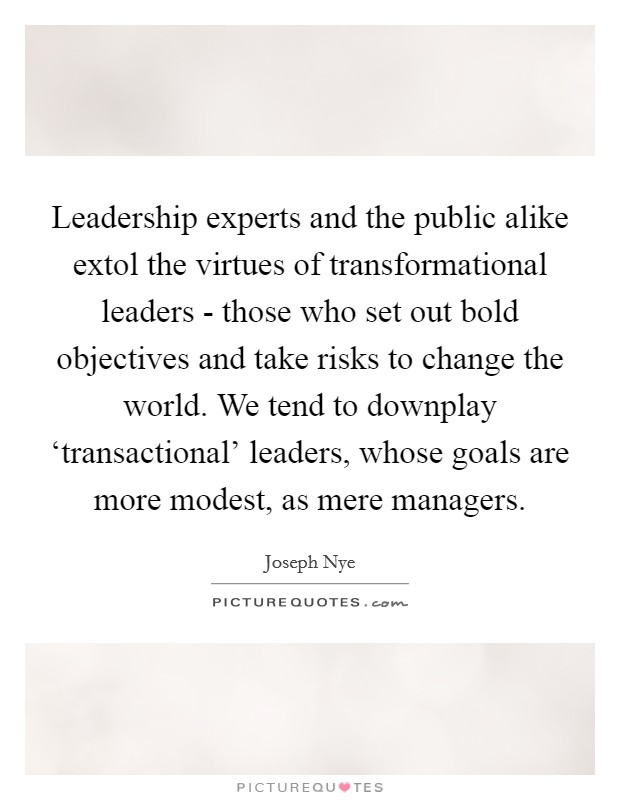 Leadership experts and the public alike
extol the virtues of transformational
leaders - those who set out bold
objectives and take risks to change the
world. We tend to downplay
‘transactional’ leaders, whose goals are
more modest, as mere managers.
Joseph Nye
PICTUREQUOTES.com
PICTUREQUOTES